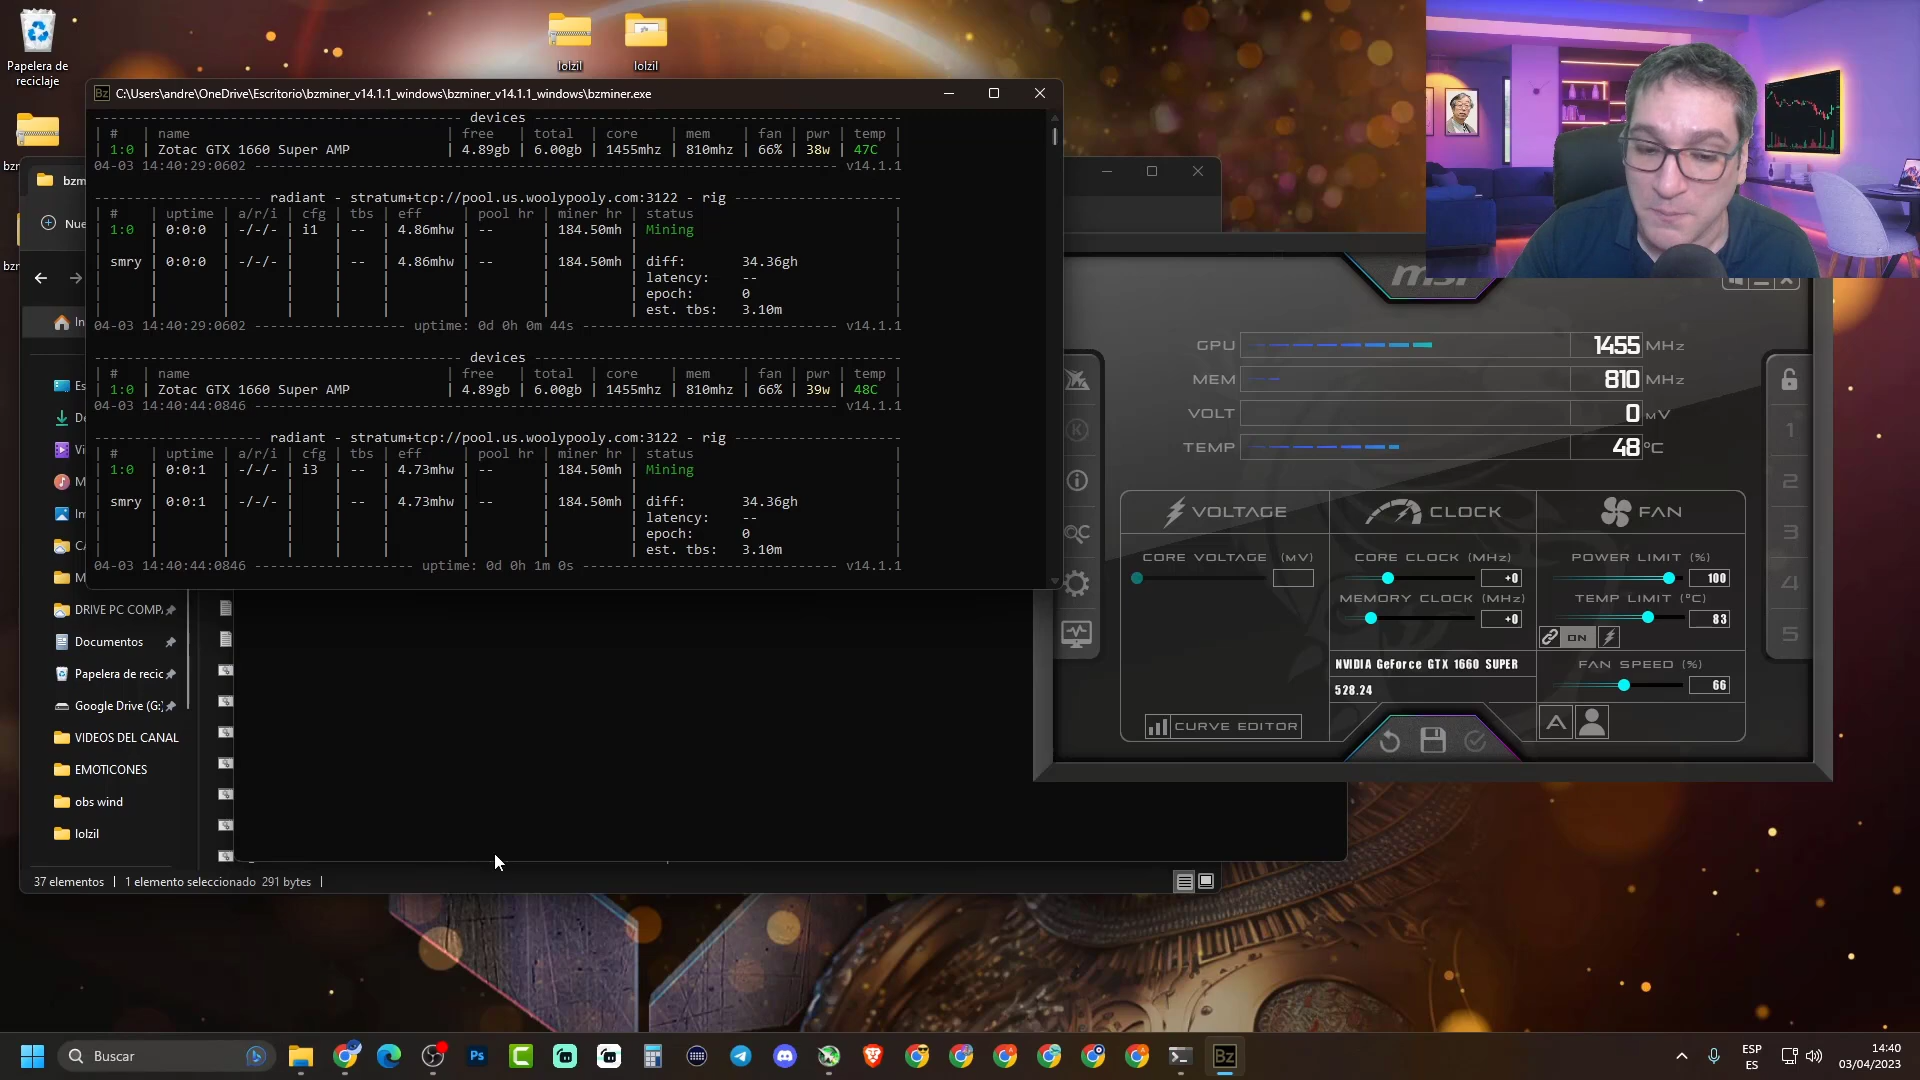 Papelera de
reciclaje
lolzil
lolzil
C:\Users\andre\OneDrive\Escritorio\bzminer_v14.1.1_windows\bzminer_v14.1.1_windows\bzminer.exe
devices
# | name | free | total | core | mem | fan | pwr | temp |
1:0 | Zotac GTX 1660 Super AMP | 4.89gb | 6.00gb | 1455mhz | 810mhz | 66% | 38w | 47C |
04-03 14:40:29:0602 v14.1.1
radiant - stratum+tcp://pool.us.woolypooly.com:3122 - rig
# | uptime | a/r/i | cfg | tbs | eff | pool hr | miner hr | status
1:0 | 0:0:0 | -/-/- | i1 | -- | 4.86mhw | -- | 184.50mh | Mining
smry | 0:0:0 | -/-/- | | -- | 4.86mhw | -- | 184.50mh | diff: 34.36gh
latency: --
epoch: 0
est. tbs: 3.10m
04-03 14:40:29:0602 uptime: 0d 0h 0m 44s v14.1.1
devices
# | name | free | total | core | mem | fan | pwr | temp |
1:0 | Zotac GTX 1660 Super AMP | 4.89gb | 6.00gb | 1455mhz | 810mhz | 66% | 39w | 48C |
04-03 14:40:44:0846 v14.1.1
radiant - stratum+tcp://pool.us.woolypooly.com:3122 - rig
# | uptime | a/r/i | cfg | tbs | eff | pool hr | miner hr | status
1:0 | 0:0:1 | -/-/- | i3 | -- | 4.73mhw | -- | 184.50mh | Mining
smry | 0:0:1 | -/-/- | | -- | 4.73mhw | -- | 184.50mh | diff: 34.36gh
latency: --
epoch: 0
est. tbs: 3.10m
04-03 14:40:44:0846 uptime: 0d 0h 1m 0s v14.1.1
bzm
Nue
DRIVE PC COMP
Documentos
Papelera de recic
Google Drive (G:)
VIDEOS DEL CANAL
EMOTICONES
obs wind
lolzil
37 elementos | 1 elemento seleccionado 291 bytes |
msi
GPU 1455 MHz
MEM 810 MHz
VOLT 0 MV
TEMP 48 °C
VOLTAGE
CORE VOLTAGE (MV)
CURVE EDITOR
CLOCK
CORE CLOCK (MHz)
+0
MEMORY CLOCK (MHz)
+0
NVIDIA GeForce GTX 1660 SUPER
528.24
FAN
POWER LIMIT (%)
100
TEMP LIMIT (°C)
83
ON
FAN SPEED (%)
66
A
K
C
1
2
3
4
5
Buscar
Ps
Bz
ESP
ES
14:40
03/04/2023